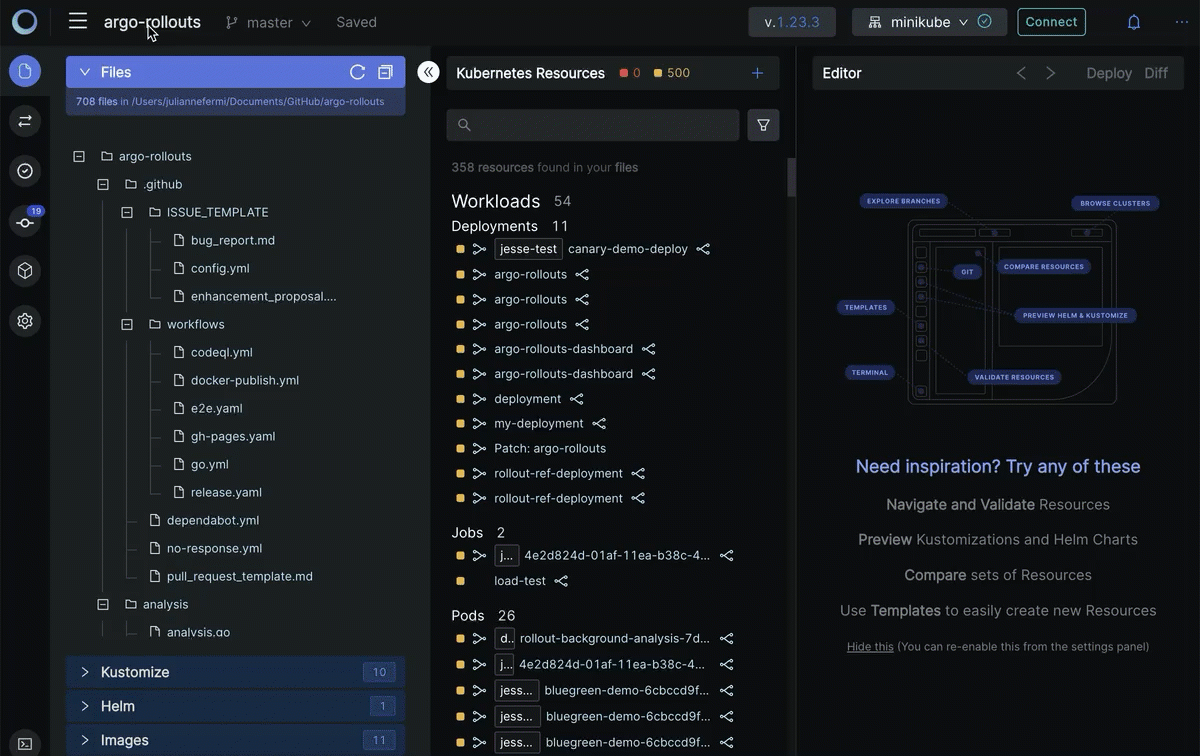 argo-rollouts master Saved v.1.23.3 minikube Connect
Files
708 files in /Users/juliannefermi/Documents/GitHub/argo-rollouts
argo-rollouts
.github
ISSUE_TEMPLATE
bug_report.md
config.yml
enhancement_proposal....
workflows
codeql.yml
docker-publish.yml
e2e.yaml
gh-pages.yaml
go.yml
release.yaml
dependabot.yml
no-response.yml
pull_request_template.md
analysis
analysis.go
Kustomize 10
Helm 1
Images 11
19
Kubernetes Resources 0 500
358 resources found in your files
Workloads 54
Deployments 11
jesse-test canary-demo-deploy
argo-rollouts
argo-rollouts
argo-rollouts
argo-rollouts-dashboard
argo-rollouts-dashboard
deployment
my-deployment
Patch: argo-rollouts
rollout-ref-deployment
rollout-ref-deployment
Jobs 2
j... 4e2d824d-01af-11ea-b38c-4...
load-test
Pods 26
d.. rollout-background-analysis-7d...
j... 4e2d824d-01af-11ea-b38c-4...
jess... bluegreen-demo-6cbccd9f...
jess... bluegreen-demo-6cbccd9f...
jess... bluegreen-demo-6cbccd9f...
Editor Deploy Diff
EXPLORE BRANCHES
BROWSE CLUSTERS
GIT
COMPARE RESOURCES
TEMPLATES
PREVIEW HELM & KUSTOMIZE
TERMINAL
VALIDATE RESOURCES
Need inspiration? Try any of these
Navigate and Validate Resources
Preview Kustomizations and Helm Charts
Compare sets of Resources
Use Templates to easily create new Resources
Hide this (You can re-enable this from the settings panel)